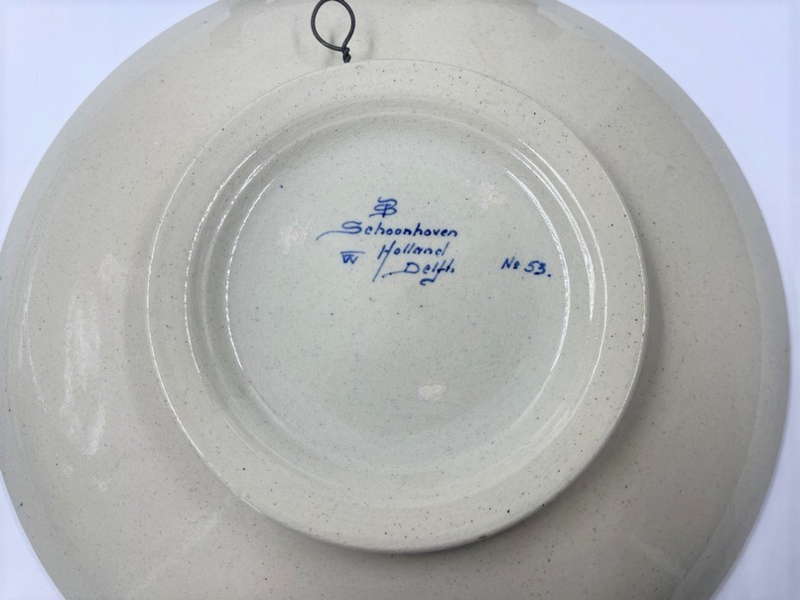 SB
Schoonhoven
Holland
Delft
No 53.